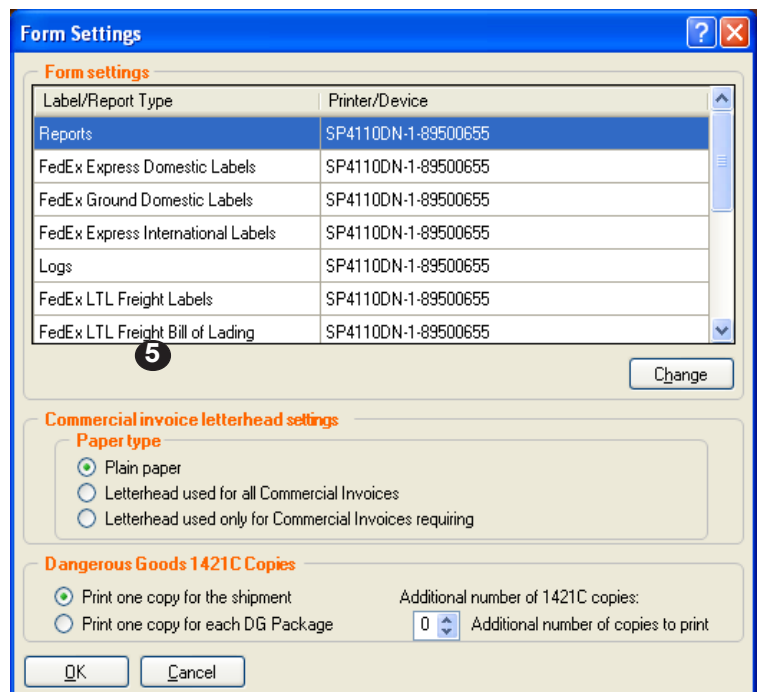 Form Settings
Form settings
Label/Report Type Printer/Device
Reports SP4110DN-1-89500655
FedEx Express Domestic Labels SP4110DN-1-89500655
FedEx Ground Domestic Labels SP4110DN-1-89500655
FedEx Express International Labels SP4110DN-1-89500655
Logs SP4110DN-1-89500655
FedEx LTL Freight Labels SP4110DN-1-89500655
FedEx LTL Freight Bill of Lading SP4110DN-1-89500655
5
Change
Commercial invoice letterhead settings
Paper type
Plain paper
Letterhead used for all Commercial Invoices
Letterhead used only for Commercial Invoices requiring
Dangerous Goods 1421C Copies
Print one copy for the shipment Additional number of 1421C copies:
Print one copy for each DG Package 0 Additional number of copies to print
OK Cancel